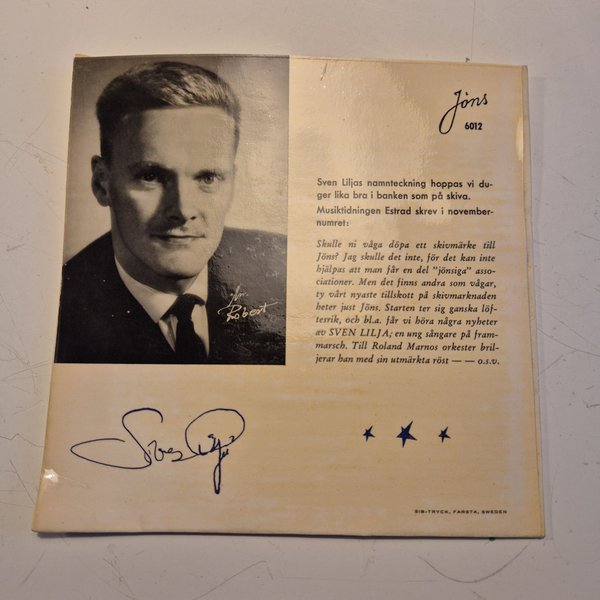 Jöns
6012
Sven Liljas namnteckning hoppas vi du-
ger lika bra i banken som på skiva.
Musiktidningen Estrad skrev i november-
numret:
Skulle ni våga döpa ett skivmärke till
Jöns? Jag skulle det inte, för det kan inte
hjälpas att man får en del "jönsiga" asso-
ciationer. Men det finns andra som vågar,
ty vårt nyaste tillskott på skivmarknaden
heter just Jöns. Starten ter sig ganska löf-
tesrik, och bl.a. får vi höra några nyheter
av SVEN LILJA, en ung sångare på fram-
marsch. Till Roland Marnos orkester bril-
jerar han med sin utmärkta röst — — o.s.v.
Robert
Sven Lilja
SIB-TRYCK, FARSTA, SWEDEN